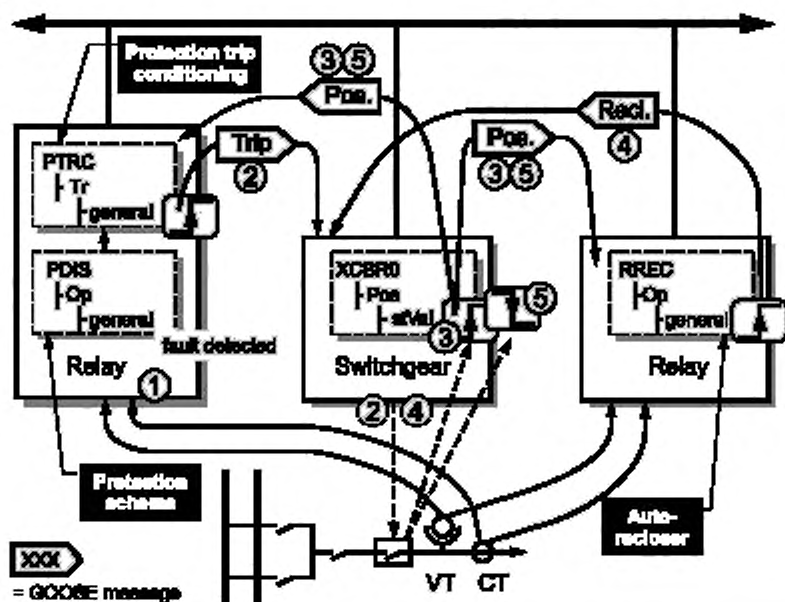 Protection trip
conditioning
③ ⑤
Pos.
Recl.
④
Trip
②
Pos.
③ ⑤
PTRC
Tr
general
PDIS
Op
general
fault detected
Relay
①
XCBR0
Pos
stVal
③
⑤
Switchgear
② ④
RREC
Op
general
Relay
Protection
scheme
Auto-
recloser
VT CT
XXX
= GOOSE message